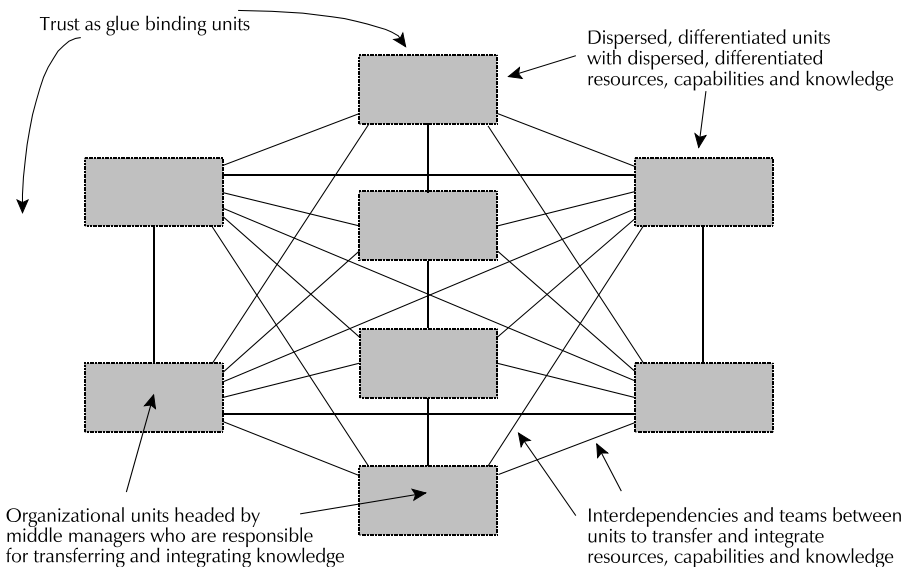 Trust as glue binding units
Dispersed, differentiated units
with dispersed, differentiated
resources, capabilities and knowledge
Organizational units headed by
middle managers who are responsible
for transferring and integrating knowledge
Interdependencies and teams between
units to transfer and integrate
resources, capabilities and knowledge